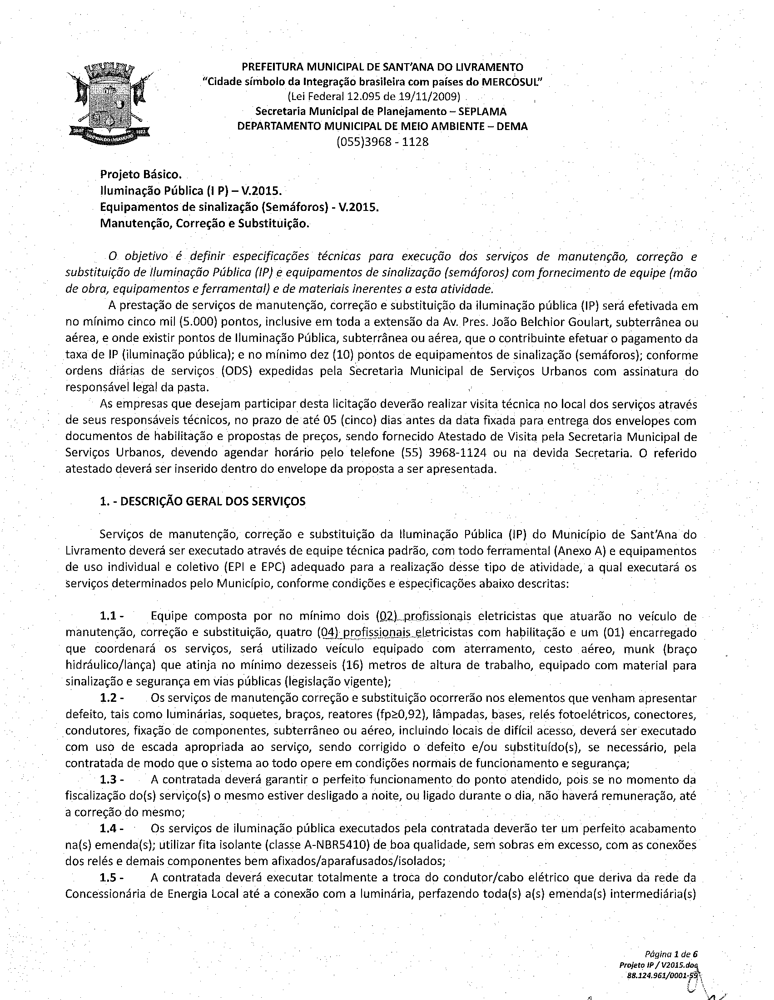 PREFEITURA MUNICIPAL DE SANT'ANA DO LIVRAMENTO
"Cidade símbolo da Integração brasileira com países do MERCOSUL"
(Lei Federal 12.095 de 19/11/2009)
Secretaria Municipal de Planejamento – SEPLAMA
DEPARTAMENTO MUNICIPAL DE MEIO AMBIENTE – DEMA
(055)3968 - 1128
Projeto Básico.
Iluminação Pública (I P) – V.2015.
Equipamentos de sinalização (Semáforos) - V.2015.
Manutenção, Correção e Substituição.
O objetivo é definir especificações técnicas para execução dos serviços de manutenção, correção e
substituição de Iluminação Pública (IP) e equipamentos de sinalização (semáforos) com fornecimento de equipe (mão
de obra, equipamentos e ferramental) e de materiais inerentes a esta atividade.
A prestação de serviços de manutenção, correção e substituição da iluminação pública (IP) será efetivada em
no mínimo cinco mil (5.000) pontos, inclusive em toda a extensão da Av. Pres. João Belchior Goulart, subterrânea ou
aérea, e onde existir pontos de Iluminação Pública, subterrânea ou aérea, que o contribuinte efetuar o pagamento da
taxa de IP (iluminação pública); e no mínimo dez (10) pontos de equipamentos de sinalização (semáforos); conforme
ordens diárias de serviços (ODS) expedidas pela Secretaria Municipal de Serviços Urbanos com assinatura do
responsável legal da pasta.
As empresas que desejam participar desta licitação deverão realizar visita técnica no local dos serviços através
de seus responsáveis técnicos, no prazo de até 05 (cinco) dias antes da data fixada para entrega dos envelopes com
documentos de habilitação e propostas de preços, sendo fornecido Atestado de Visita pela Secretaria Municipal de
Serviços Urbanos, devendo agendar horário pelo telefone (55) 3968-1124 ou na devida Secretaria. O referido
atestado deverá ser inserido dentro do envelope da proposta a ser apresentada.
1. - DESCRIÇÃO GERAL DOS SERVIÇOS
Serviços de manutenção, correção e substituição da Iluminação Pública (IP) do Município de Sant'Ana do
Livramento deverá ser executado através de equipe técnica padrão, com todo ferramental (Anexo A) e equipamentos
de uso individual e coletivo (EPI e EPC) adequado para a realização desse tipo de atividade, a qual executará os
serviços determinados pelo Município, conforme condições e especificações abaixo descritas:
1.1 - Equipe composta por no mínimo dois (02) profissionais eletricistas que atuarão no veículo de
manutenção, correção e substituição, quatro (04) profissionais eletricistas com habilitação e um (01) encarregado
que coordenará os serviços, será utilizado veículo equipado com aterramento, cesto aéreo, munk (braço
hidráulico/lança) que atinja no mínimo dezesseis (16) metros de altura de trabalho, equipado com material para
sinalização e segurança em vias públicas (legislação vigente);
1.2 - Os serviços de manutenção correção e substituição ocorrerão nos elementos que venham apresentar
defeito, tais como luminárias, soquetes, braços, reatores (fp≥0,92), lâmpadas, bases, relés fotoelétricos, conectores,
condutores, fixação de componentes, subterrâneo ou aéreo, incluindo locais de difícil acesso, deverá ser executado
com uso de escada apropriada ao serviço, sendo corrigido o defeito e/ou substituído(s), se necessário, pela
contratada de modo que o sistema ao todo opere em condições normais de funcionamento e segurança;
1.3 - A contratada deverá garantir o perfeito funcionamento do ponto atendido, pois se no momento da
fiscalização do(s) serviço(s) o mesmo estiver desligado a noite, ou ligado durante o dia, não haverá remuneração, até
a correção do mesmo;
1.4 - Os serviços de iluminação pública executados pela contratada deverão ter um perfeito acabamento
na(s) emenda(s); utilizar fita isolante (classe A-NBR5410) de boa qualidade, sem sobras em excesso, com as conexões
dos relés e demais componentes bem afixados/aparafusados/isolados;
1.5 - A contratada deverá executar totalmente a troca do condutor/cabo elétrico que deriva da rede da
Concessionária de Energia Local até a conexão com a luminária, perfazendo toda(s) a(s) emenda(s) intermediária(s)
Página 1 de 6
Projeto IP / V2015.doc
88.124.961/0001-59